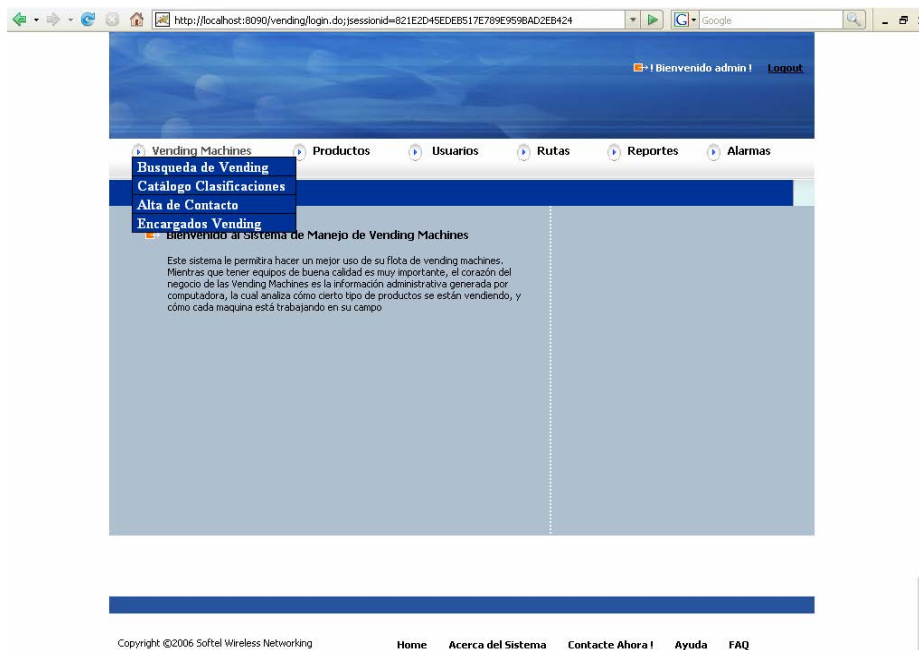 http://localhost:8090/vending/login.do;jsessionid=821E2D45EDEB517E789E959BAD2EB424
G Google
! Bienvenido admin ! Logout
Vending Machines Productos Usuarios Rutas Reportes Alarmas
Busqueda de Vending
Catálogo Clasificaciones
Alta de Contacto
Encargados Vending
Bienvenido al Sistema de Manejo de Vending Machines
Este sistema le permitira hacer un mejor uso de su flota de vending machines.
Mientras que tener equipos de buena calidad es muy importante, el corazón del
negocio de las Vending Machines es la información administrativa generada por
computadora, la cual analiza cómo cierto tipo de productos se están vendiendo, y
cómo cada maquina está trabajando en su campo
Copyright ©2006 Softel Wireless Networking Home Acerca del Sistema Contacte Ahora ! Ayuda FAQ